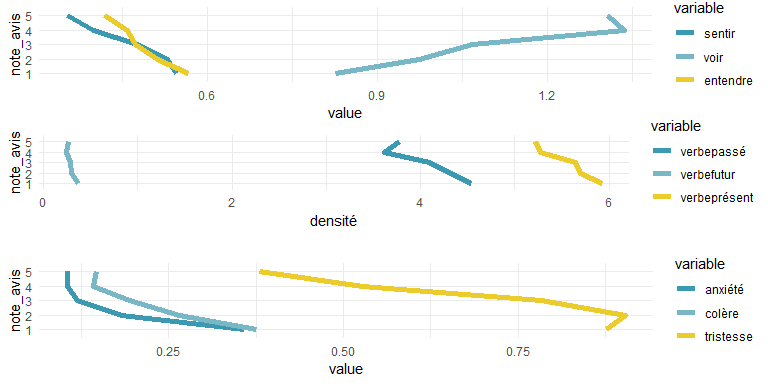 note_avis
5
4
3
2
1
0.6
0.9
1.2
value
variable
sentir
voir
entendre
note_avis
5
4
3
2
1
0
2
4
6
densité
variable
verbepassé
verbefutur
verbeprésent
note_avis
5
4
3
2
1
0.25
0.50
0.75
value
variable
anxiété
colère
tristesse